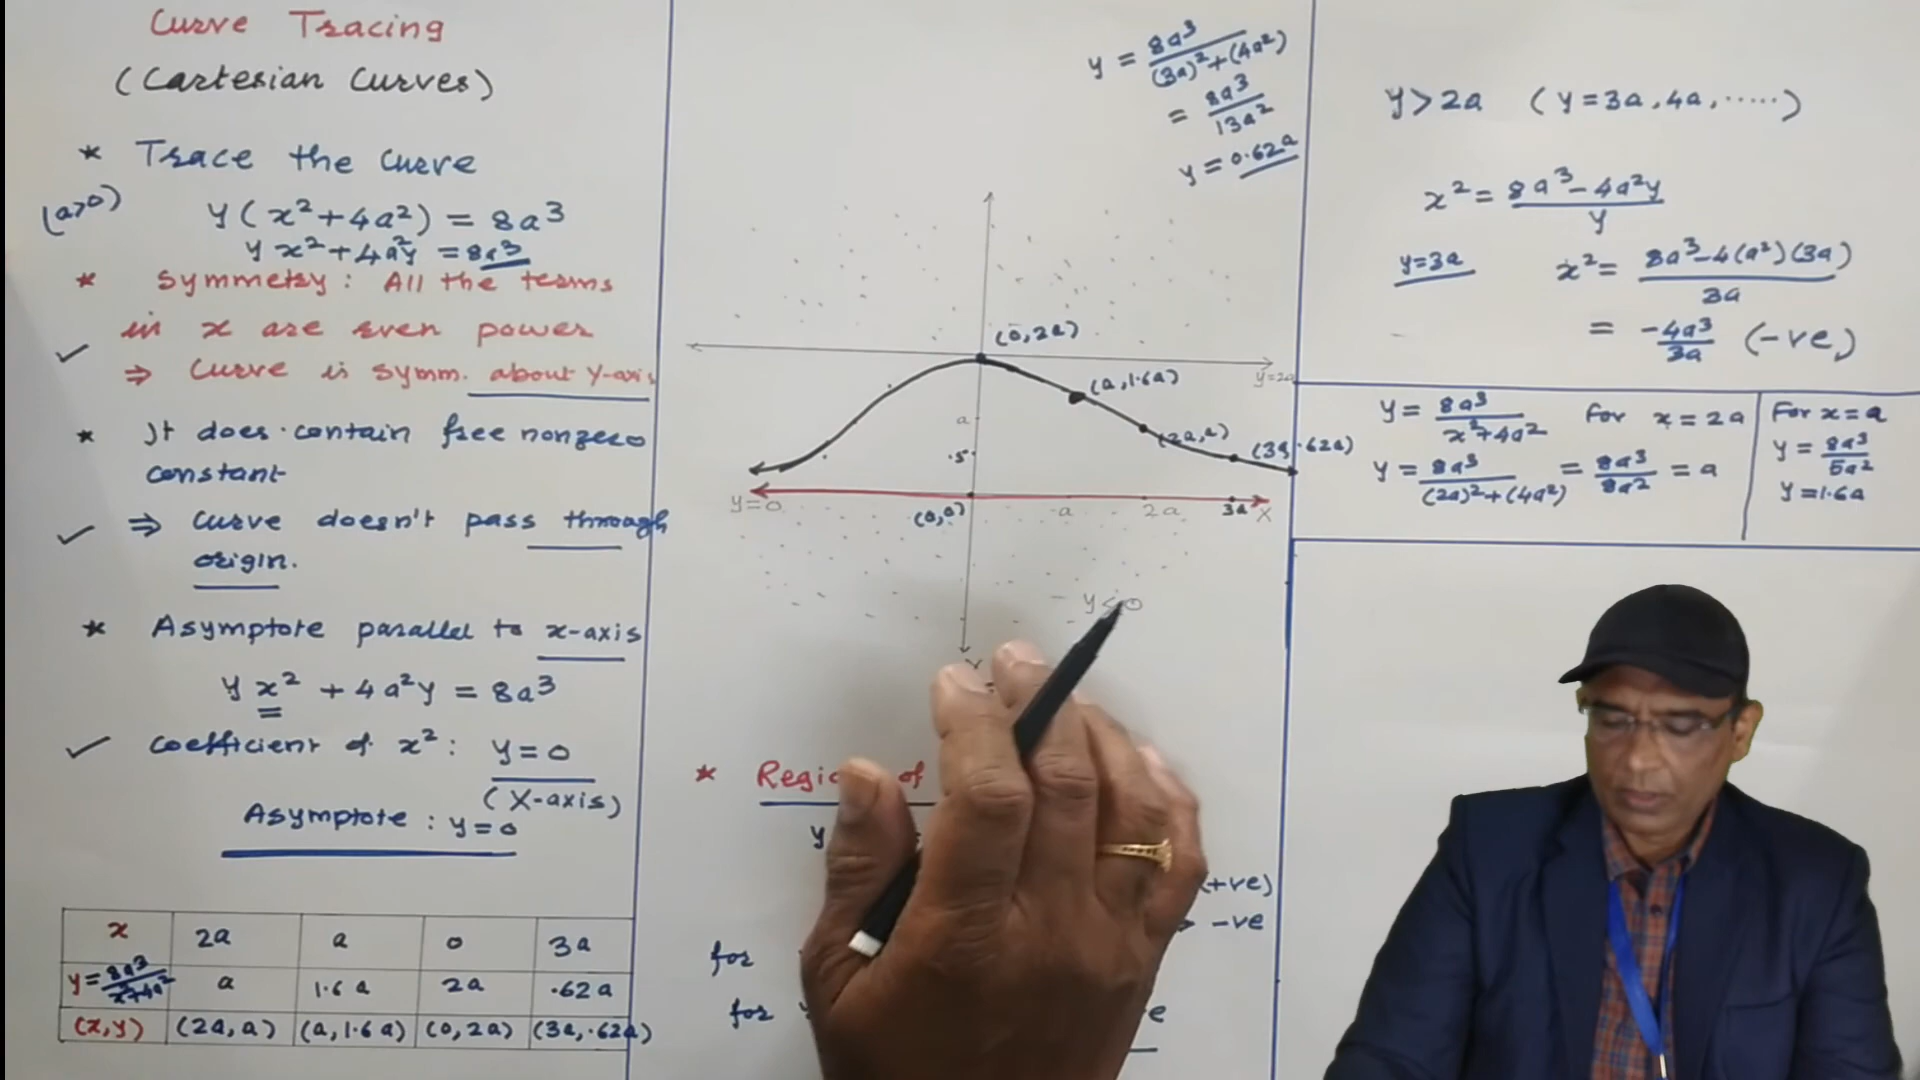 Curve Tracing
(Cartesian Curves)
* Trace the Curve
(a>0)
y(x²+4a²) = 8a³
yx²+4a²y = 8a³
* Symmetry: All the terms
in x are even power
✓ ⇒ Curve is symm. about Y-axis
* It does contain free nonzero
constant
✓ ⇒ Curve doesn't pass through
origin.
* Asymptote parallel to x-axis
yx² + 4a²y = 8a³
✓ Coefficient of x²: y=0
(X-axis)
Asymptote: y=0
x 2a a 0 3a
y=8a³/x²+4a² a 1.6a 2a .62a
(x,y) (2a,a) (a,1.6a) (0,2a) (3a,.62a)
y = 8a³/(3a)²+(4a²)
= 8a³/13a²
y=0.62a
(0,2a)
y=2a
(a,1.6a)
a
(2a,a)
.5
(3a,.62a)
y=0
(0,0)
a 2a 3a X
y<0
* of
y
(+ve)
-ve
for
for
y>2a (y=3a,4a,.....)
x² = 8a³-4a²y/y
y=3a x² = 8a³-4(a²)(3a)/3a
= -4a³/3a (-ve)
y = 8a³/x²+4a² for x=2a
y = 8a³/(2a)²+(4a²) = 8a³/8a² = a
For x=a
y = 8a³/5a²
y=1.6a